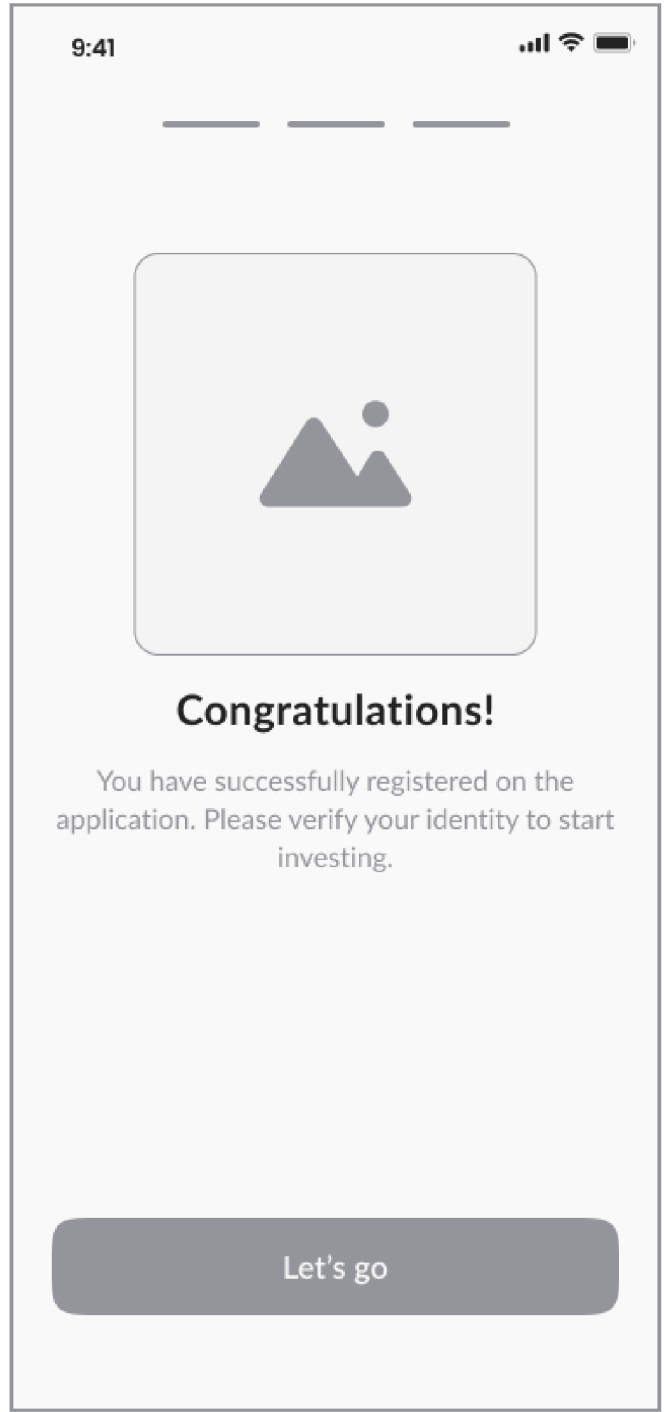 9:41
Congratulations!
You have successfully registered on the
application. Please verify your identity to start
investing.
Let’s go